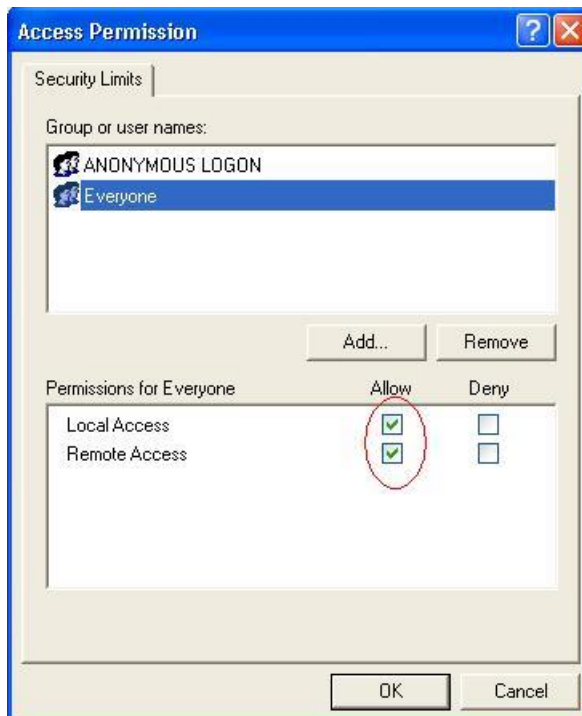 Access Permission
Security Limits
Group or user names:
ANONYMOUS LOGON
Everyone
Add... Remove
Permissions for Everyone Allow Deny
Local Access
Remote Access
OK Cancel